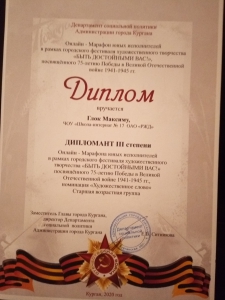 Департамент социальной политики
Администрации города Кургана
Онлайн - Марафон юных исполнителей
в рамках городского фестиваля художественного творчества
«БЫТЬ ДОСТОЙНЫМИ ВАС!»,
посвящённого 75-летию Победы в Великой Отечественной
войне 1941-1945 гг.
Диплом
вручается
Глок Максиму,
ЧОУ «Школа-интернат № 17 ОАО «РЖД»
ДИПЛОМАНТ III степени
Онлайн - Марафона юных исполнителей
в рамках городского фестиваля художественного творчества
«БЫТЬ ДОСТОЙНЫМИ ВАС!»,
посвящённого 75-летию Победы в Великой Отечественной
войне 1941-1945 гг.,
номинация «Художественное слово»
Старшая возрастная группа
Заместитель Главы города Кургана,
директор Департамента
социальной политики
Администрации города Кургана
Курган, 2020 год